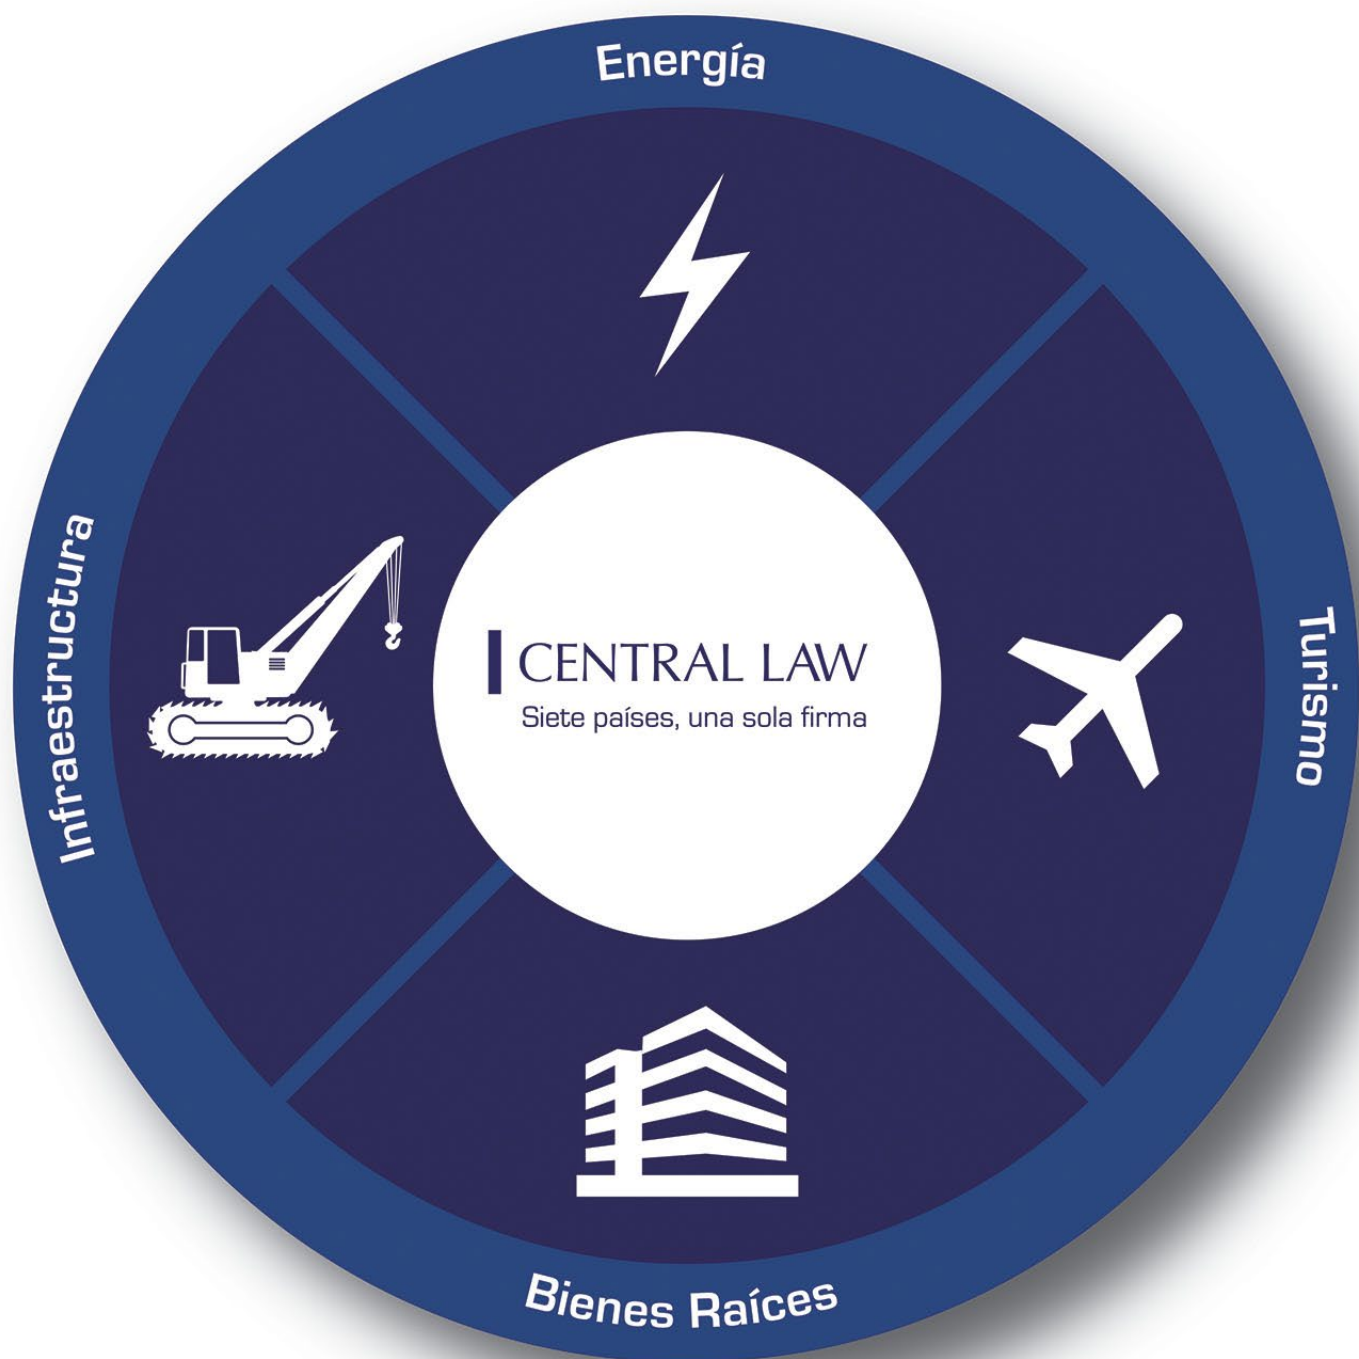 Energía
Infraestructura
CENTRAL LAW
Siete países, una sola firma
Turismo
Bienes Raíces